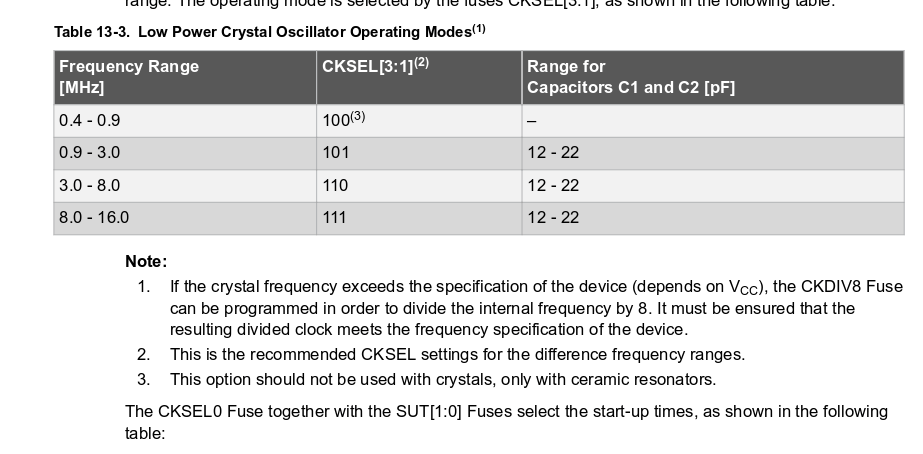 range. The operating mode is selected by the fuses CKSEL[3:1], as shown in the following table:
Table 13-3. Low Power Crystal Oscillator Operating Modes(1)
Frequency Range [MHz] CKSEL[3:1](2) Range for Capacitors C1 and C2 [pF]
0.4 - 0.9 100(3) –
0.9 - 3.0 101 12 - 22
3.0 - 8.0 110 12 - 22
8.0 - 16.0 111 12 - 22
Note:
1. If the crystal frequency exceeds the specification of the device (depends on VCC), the CKDIV8 Fuse
can be programmed in order to divide the internal frequency by 8. It must be ensured that the
resulting divided clock meets the frequency specification of the device.
2. This is the recommended CKSEL settings for the difference frequency ranges.
3. This option should not be used with crystals, only with ceramic resonators.
The CKSEL0 Fuse together with the SUT[1:0] Fuses select the start-up times, as shown in the following
table: